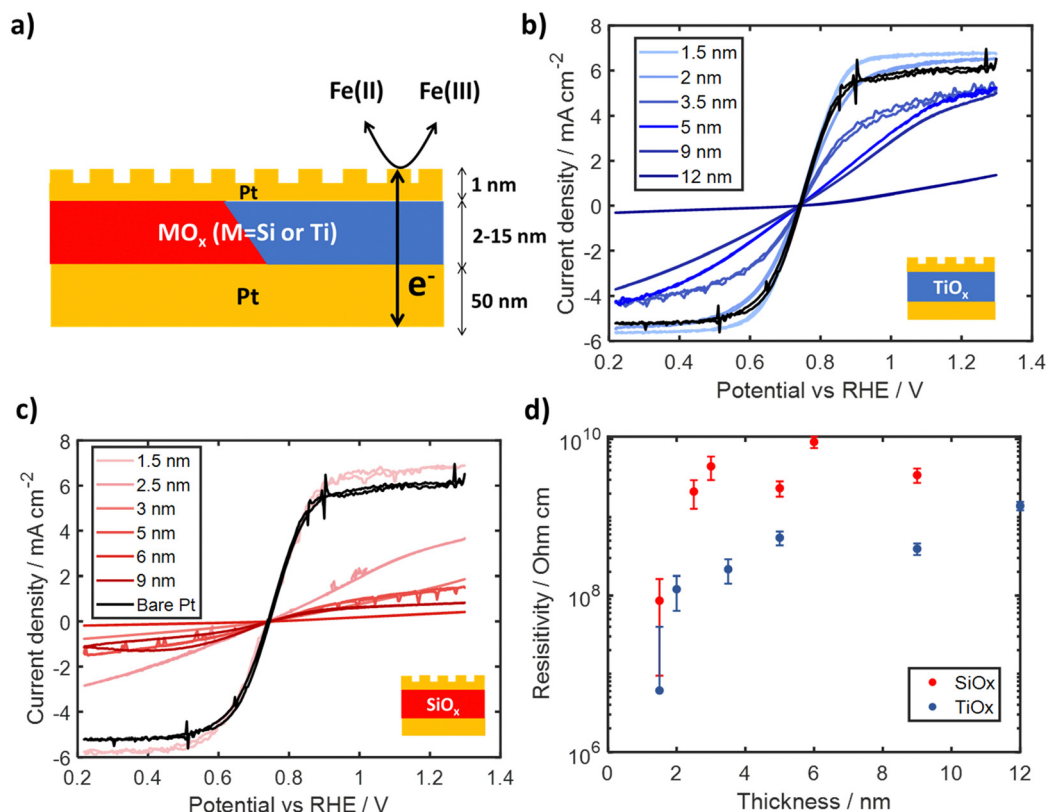 a)
Fe(II) Fe(III)
Pt
1 nm
MOx (M=Si or Ti)
2-15 nm
Pt
e-
50 nm
b)
8
6
4
2
0
-2
-4
-6
Current density / mA cm-2
1.5 nm
2 nm
3.5 nm
5 nm
9 nm
12 nm
TiOx
0.2 0.4 0.6 0.8 1 1.2 1.4
Potential vs RHE / V
c)
8
6
4
2
0
-2
-4
-6
Current density / mA cm-2
1.5 nm
2.5 nm
3 nm
5 nm
6 nm
9 nm
Bare Pt
SiOx
0.2 0.4 0.6 0.8 1 1.2 1.4
Potential vs RHE / V
d)
10^10
10^8
10^6
Resisitivity / Ohm cm
SiOx
TiOx
0 2 4 6 8 10 12
Thickness / nm